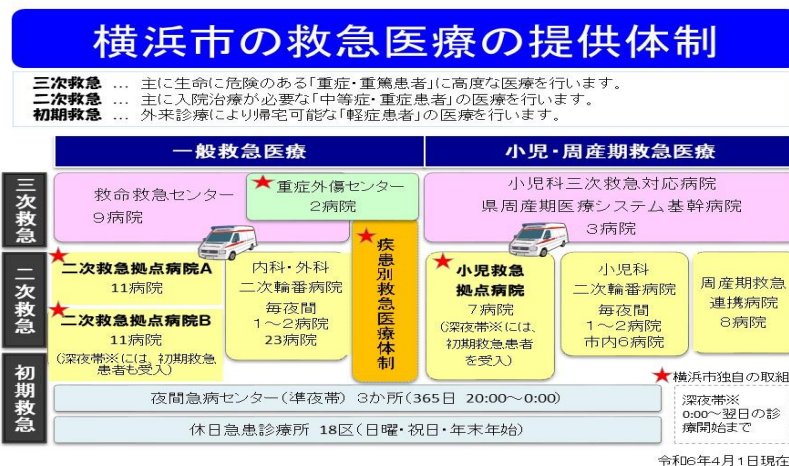 横浜市の救急医療の提供体制
三次救急 … 主に生命に危険のある「重症・重篤患者」に高度な医療を行います。
二次救急 … 主に入院治療が必要な「中等症・重症患者」の医療を行います。
初期救急 … 外来診療により帰宅可能な「軽症患者」の医療を行います。
一般救急医療
小児・周産期救急医療
三次救急
救命救急センター
9病院
★重症外傷センター
2病院
小児科三次救急対応病院
県周産期医療システム基幹病院
3病院
二次救急
★
二次救急拠点病院A
11病院
★
二次救急拠点病院B
11病院
(深夜帯※には、初期救急
患者も受入)
内科・外科
二次輪番病院
毎夜間
1~2病院
23病院
★
疾患別救急医療体制
★
小児救急
拠点病院
7病院
(深夜帯※には、
初期救急患者
を受入)
小児科
二次輪番病院
毎夜間
1~2病院
市内6病院
周産期救急
連携病院
8病院
初期救急
夜間急病センター(準夜帯) 3か所(365日 20:00~0:00)
休日急患診療所 18区(日曜・祝日・年末年始)
★横浜市独自の取組
深夜帯※
0:00~翌日の診
療開始まで
令和6年4月1日現在